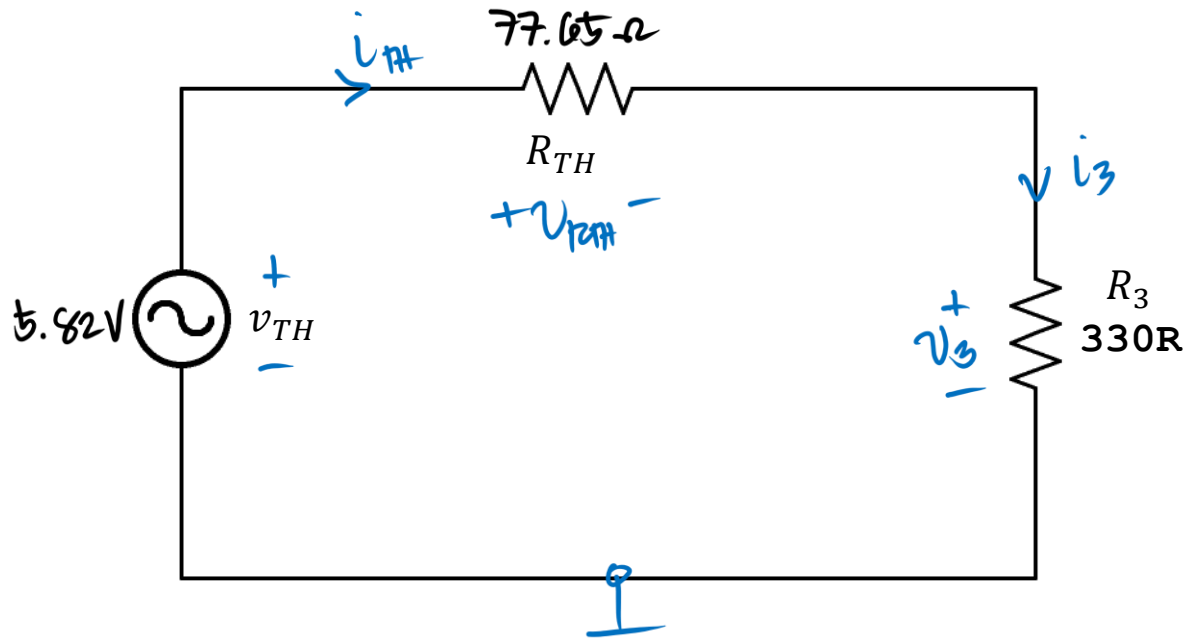 77.65Ω
i_TH
R_TH
+ v_RTH −
i_3
+
5.82V
v_TH
−
+
v_3
−
R_3
330R